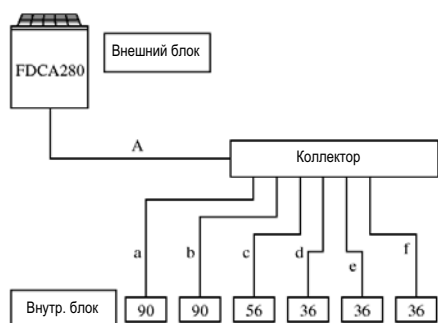 Внешний блок
FDCA280
A
Коллектор
a b c d e f
Внутр. блок 90 90 56 36 36 36